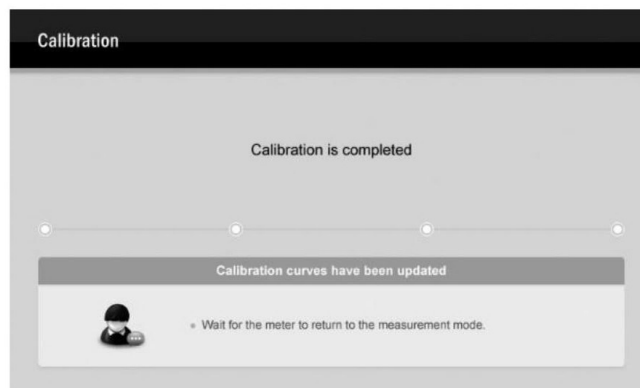 Calibration
Calibration is completed
Calibration curves have been updated
Wait for the meter to return to the measurement mode.